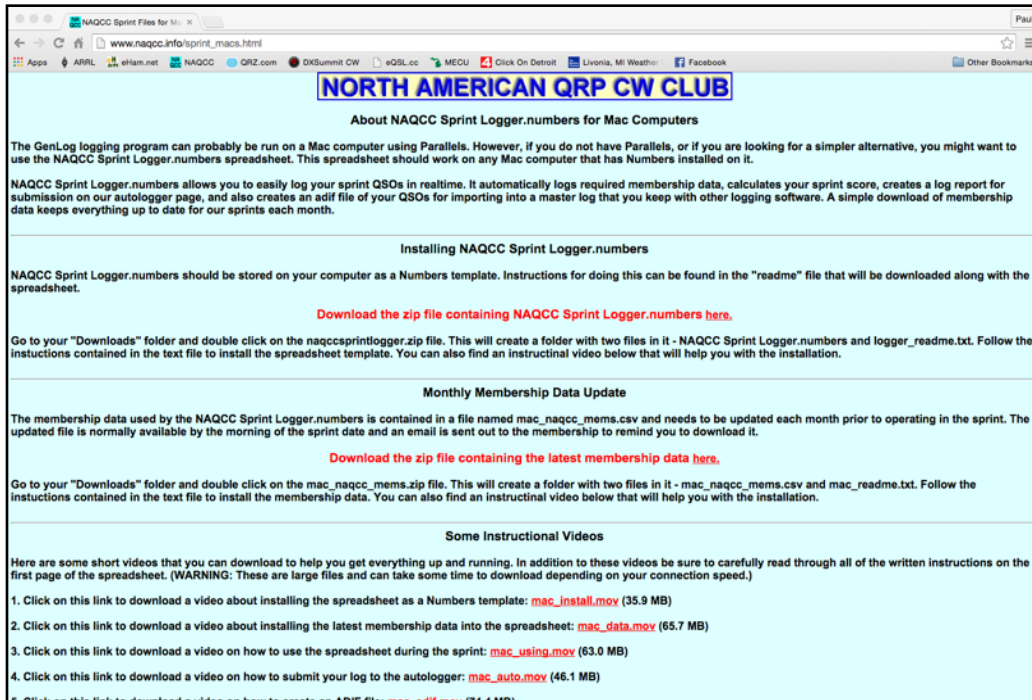 NAQCC Sprint Files for Ma
Paul
www.naqcc.info/sprint_macs.html
Apps ARRL eHam.net NAQCC QRZ.com DXSummit CW eQSL.cc MECU Click On Detroit Livonia, MI Weather Facebook Other Bookmarks
NORTH AMERICAN QRP CW CLUB
About NAQCC Sprint Logger.numbers for Mac Computers
The GenLog logging program can probably be run on a Mac computer using Parallels. However, if you do not have Parallels, or if you are looking for a simpler alternative, you might want to
use the NAQCC Sprint Logger.numbers spreadsheet. This spreadsheet should work on any Mac computer that has Numbers installed on it.
NAQCC Sprint Logger.numbers allows you to easily log your sprint QSOs in realtime. It automatically logs required membership data, calculates your sprint score, creates a log report for
submission on our autologger page, and also creates an adif file of your QSOs for importing into a master log that you keep with other logging software. A simple download of membership
data keeps everything up to date for our sprints each month.
Installing NAQCC Sprint Logger.numbers
NAQCC Sprint Logger.numbers should be stored on your computer as a Numbers template. Instructions for doing this can be found in the "readme" file that will be downloaded along with the
spreadsheet.
Download the zip file containing NAQCC Sprint Logger.numbers here.
Go to your "Downloads" folder and double click on the naqccsprintlogger.zip file. This will create a folder with two files in it - NAQCC Sprint Logger.numbers and logger_readme.txt. Follow the
instuctions contained in the text file to install the spreadsheet template. You can also find an instructinal video below that will help you with the installation.
Monthly Membership Data Update
The membership data used by the NAQCC Sprint Logger.numbers is contained in a file named mac_naqcc_mems.csv and needs to be updated each month prior to operating in the sprint. The
updated file is normally available by the morning of the sprint date and an email is sent out to the membership to remind you to download it.
Download the zip file containing the latest membership data here.
Go to your "Downloads" folder and double click on the mac_naqcc_mems.zip file. This will create a folder with two files in it - mac_naqcc_mems.csv and mac_readme.txt. Follow the
instuctions contained in the text file to install the membership data. You can also find an instructinal video below that will help you with the installation.
Some Instructional Videos
Here are some short videos that you can download to help you get everything up and running. In addition to these videos be sure to carefully read through all of the written instructions on the
first page of the spreadsheet. (WARNING: These are large files and can take some time to download depending on your connection speed.)
1. Click on this link to download a video about installing the spreadsheet as a Numbers template: mac_install.mov (35.9 MB)
2. Click on this link to download a video about installing the latest membership data into the spreadsheet: mac_data.mov (65.7 MB)
3. Click on this link to download a video on how to use the spreadsheet during the sprint: mac_using.mov (63.0 MB)
4. Click on this link to download a video on how to submit your log to the autologger: mac_auto.mov (46.1 MB)
5. Click on this link to download a video on how to create an ADIF file: mac_adif.mov (74.4 MB)